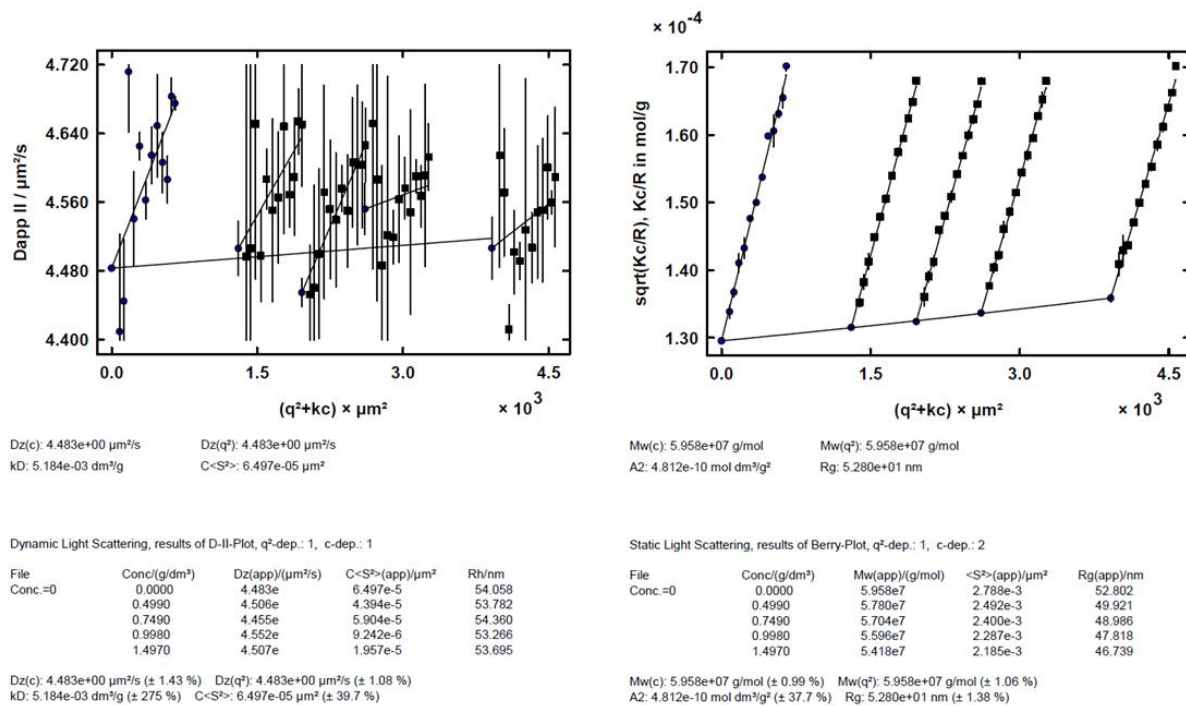 4.720
4.640
4.560
4.480
4.400
Dapp II / μm²/s
0.0 1.5 3.0 4.5
(q²+kc) × μm²
× 10³
Dz(c): 4.483e+00 μm²/s Dz(q²): 4.483e+00 μm²/s
kD: 5.184e-03 dm³/g C<S²>: 6.497e-05 μm²
Dynamic Light Scattering, results of D-II-Plot, q²-dep.: 1, c-dep.: 1
File Conc/(g/dm³) Dz(app)/(μm²/s) C<S²>(app)/μm² Rh/nm
Conc.=0 0.0000 4.483e 6.497e-5 54.058
0.4990 4.506e 4.394e-5 53.782
0.7490 4.455e 5.904e-5 54.360
0.9980 4.552e 9.242e-6 53.266
1.4970 4.507e 1.957e-5 53.695
Dz(c): 4.483e+00 μm²/s (± 1.43 %) Dz(q²): 4.483e+00 μm²/s (± 1.08 %)
kD: 5.184e-03 dm³/g (± 275 %) C<S²>: 6.497e-05 μm² (± 39.7 %)
× 10⁻⁴
1.70
1.60
1.50
1.40
1.30
sqrt(Kc/R), Kc/R in mol/g
0.0 1.5 3.0 4.5
(q²+kc) × μm²
× 10³
Mw(c): 5.958e+07 g/mol Mw(q²): 5.958e+07 g/mol
A2: 4.812e-10 mol dm³/g² Rg: 5.280e+01 nm
Static Light Scattering, results of Berry-Plot, q²-dep.: 1, c-dep.: 2
File Conc/(g/dm³) Mw(app)/(g/mol) <S²>(app)/μm² Rg(app)/nm
Conc.=0 0.0000 5.958e7 2.788e-3 52.802
0.4990 5.780e7 2.492e-3 49.921
0.7490 5.704e7 2.400e-3 48.986
0.9980 5.596e7 2.287e-3 47.818
1.4970 5.418e7 2.185e-3 46.739
Mw(c): 5.958e+07 g/mol (± 0.99 %) Mw(q²): 5.958e+07 g/mol (± 1.06 %)
A2: 4.812e-10 mol dm³/g² (± 37.7 %) Rg: 5.280e+01 nm (± 1.38 %)